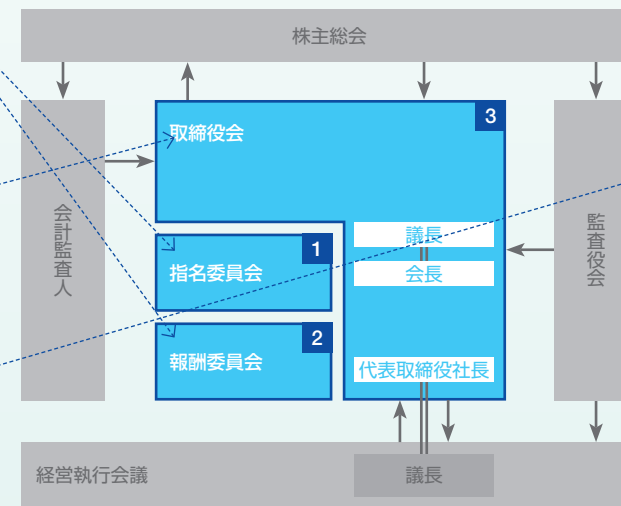 株主総会
会計監査人
取締役会
3
議長
会長
代表取締役社長
1
指名委員会
2
報酬委員会
監査役会
経営執行会議
議長